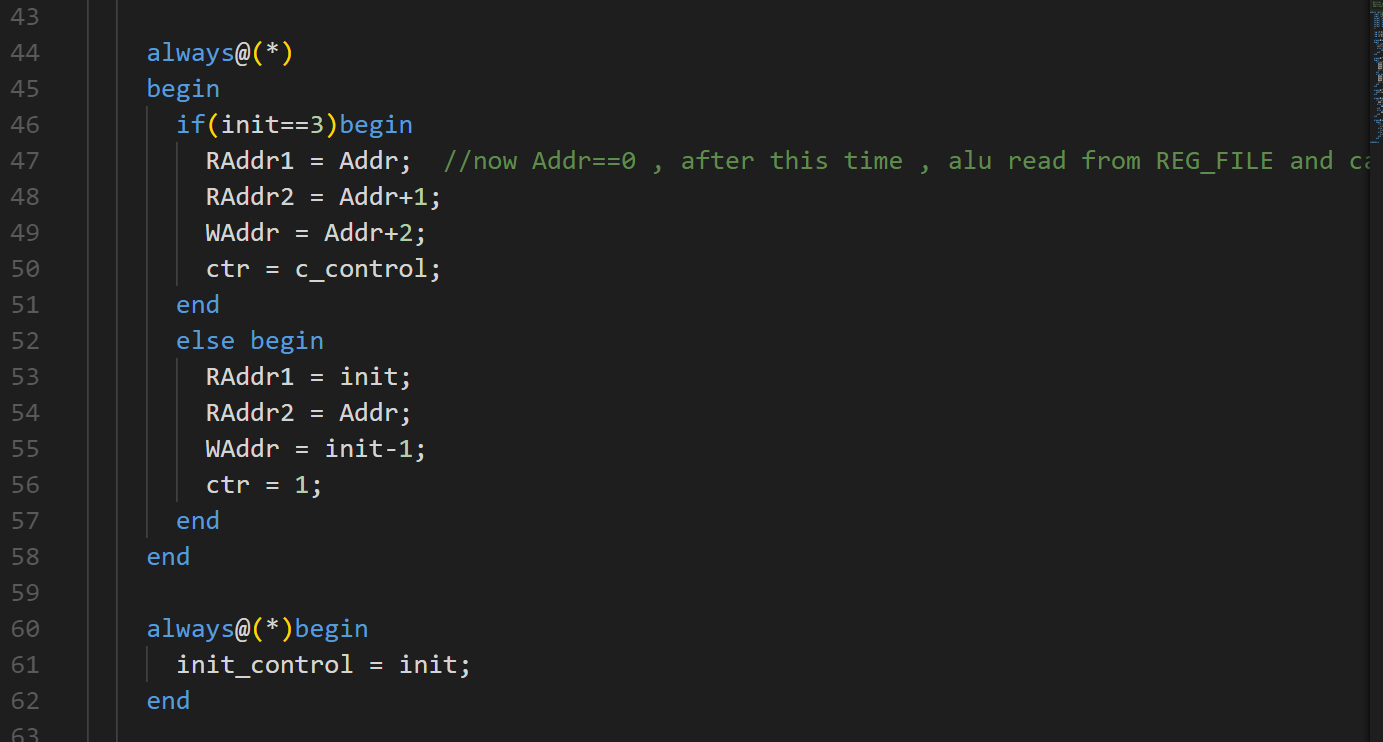 43
44 always@(*)
45 begin
46 if(init==3)begin
47 RAddr1 = Addr; //now Addr==0 , after this time , alu read from REG_FILE and
48 RAddr2 = Addr+1;
49 WAddr = Addr+2;
50 ctr = c_control;
51 end
52 else begin
53 RAddr1 = init;
54 RAddr2 = Addr;
55 WAddr = init-1;
56 ctr = 1;
57 end
58 end
59
60 always@(*)begin
61 init_control = init;
62 end
63